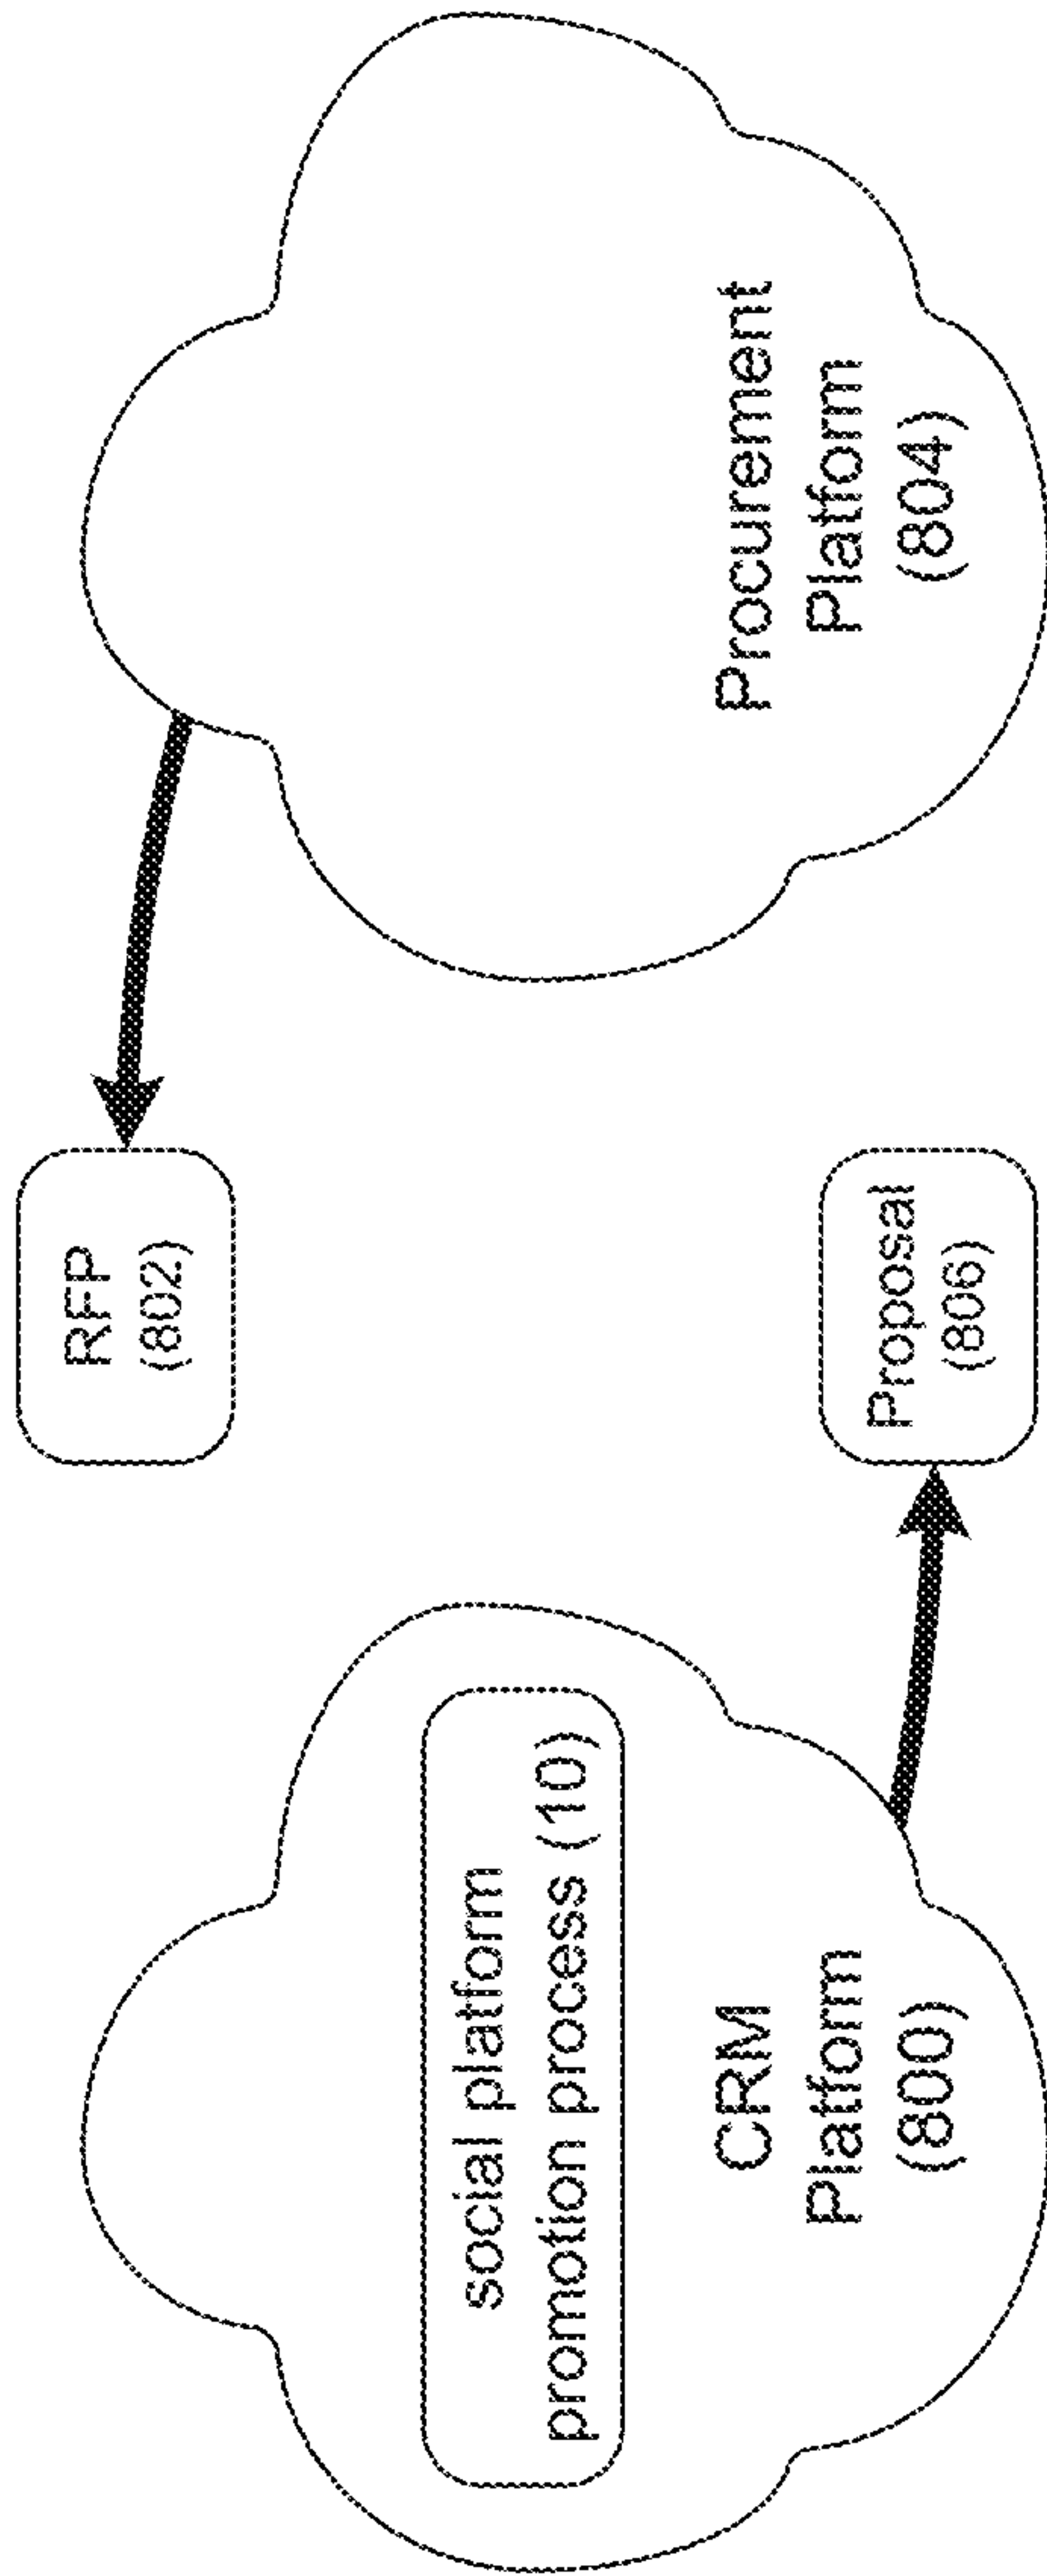 RFP
(802)
social platform
promotion process (10)
CRM
Platform
(800)
Proposal
(806)
Procurement
Platform
(804)